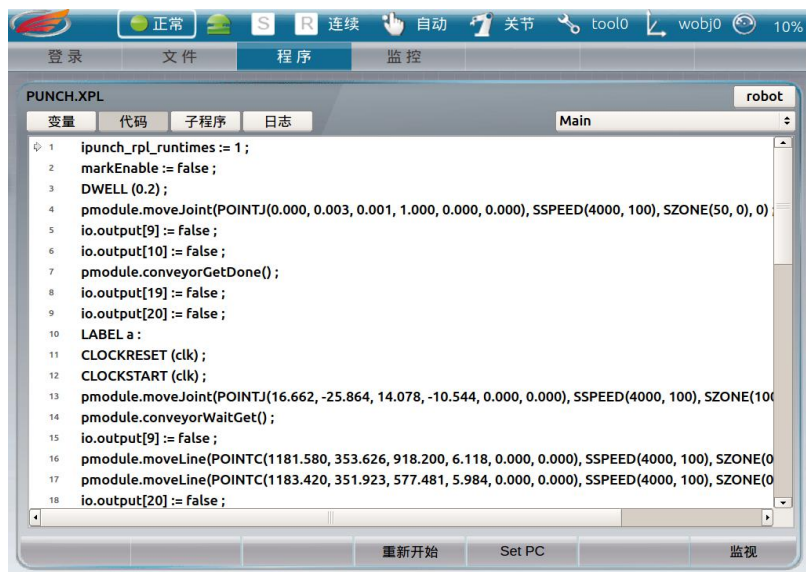 正常 S R 连续 自动 关节 tool0 wobj0 10%
登录 文件 程序 监控
PUNCH.XPL robot
变量 代码 子程序 日志 Main
1 ipunch_rpl_runtimes := 1 ;
2 markEnable := false ;
3 DWELL (0.2) ;
4 pmodule.moveJoint(POINTJ(0.000, 0.003, 0.001, 1.000, 0.000, 0.000), SSPEED(4000, 100), SZONE(50, 0), 0) ;
5 io.output[9] := false ;
6 io.output[10] := false ;
7 pmodule.conveyorGetDone() ;
8 io.output[19] := false ;
9 io.output[20] := false ;
10 LABEL a :
11 CLOCKRESET (clk) ;
12 CLOCKSTART (clk) ;
13 pmodule.moveJoint(POINTJ(16.662, -25.864, 14.078, -10.544, 0.000, 0.000), SSPEED(4000, 100), SZONE(10
14 pmodule.conveyorWaitGet() ;
15 io.output[9] := false ;
16 pmodule.moveLine(POINTC(1181.580, 353.626, 918.200, 6.118, 0.000, 0.000), SSPEED(4000, 100), SZONE(0
17 pmodule.moveLine(POINTC(1183.420, 351.923, 577.481, 5.984, 0.000, 0.000), SSPEED(4000, 100), SZONE(0
18 io.output[20] := false ;
重新开始 Set PC 监视